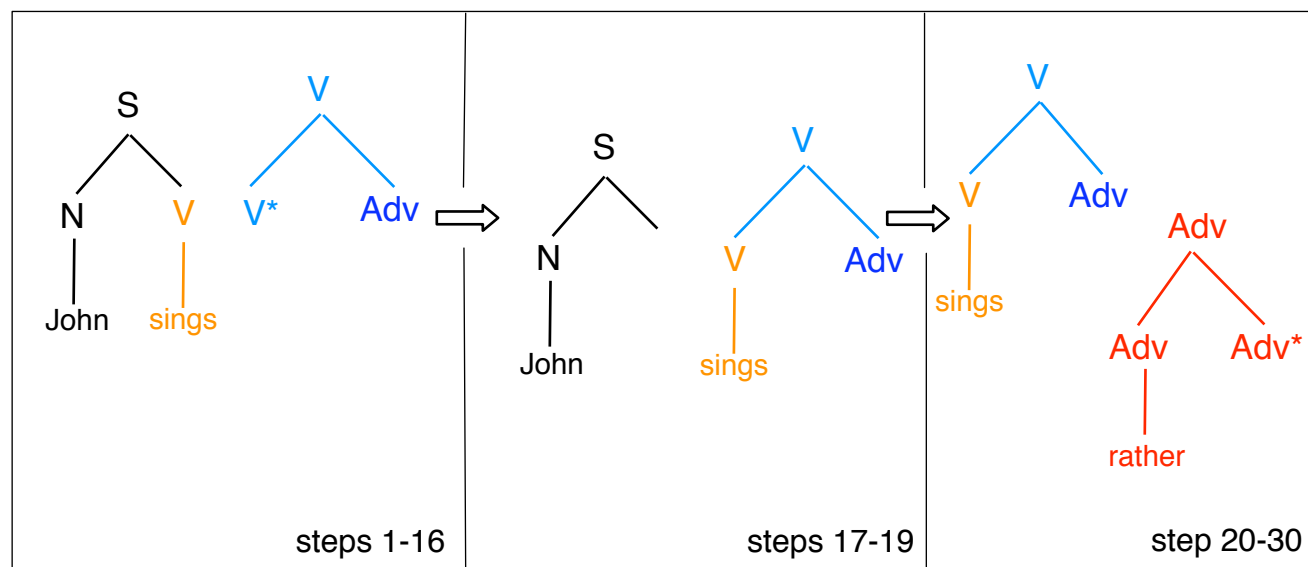 S
V
N
V
V*
Adv
John
sings
steps 1-16
S
V
N
V
Adv
John
sings
steps 17-19
V
V
Adv
sings
Adv
Adv
Adv*
rather
step 20-30